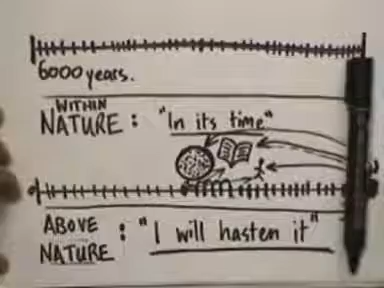 6000 years.
WITHIN
NATURE: "In its time"
ABOVE
NATURE: "I will hasten it"